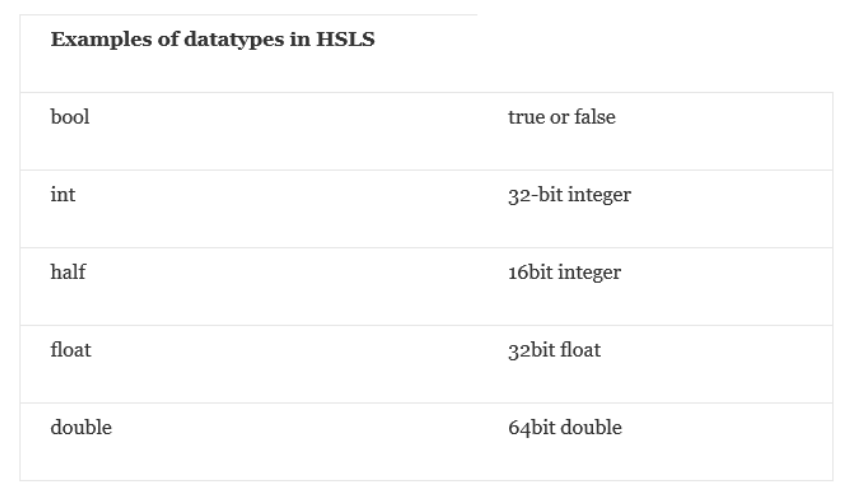 Examples of datatypes in HSLS
bool true or false
int 32-bit integer
half 16bit integer
float 32bit float
double 64bit double